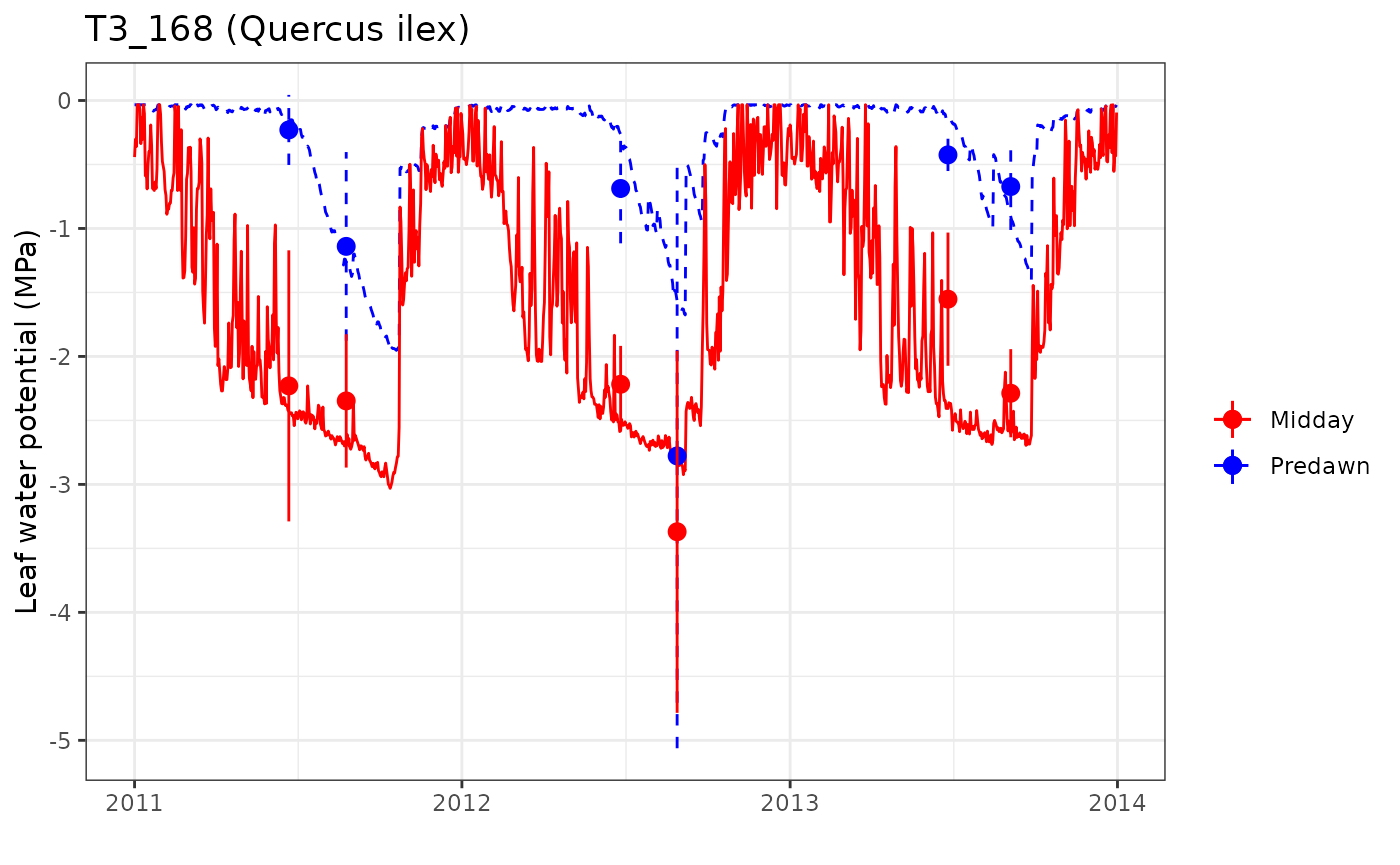 T3_168 (Quercus ilex)
Leaf water potential (MPa)
0
-1
-2
-3
-4
-5
2011
2012
2013
2014
Midday
Predawn